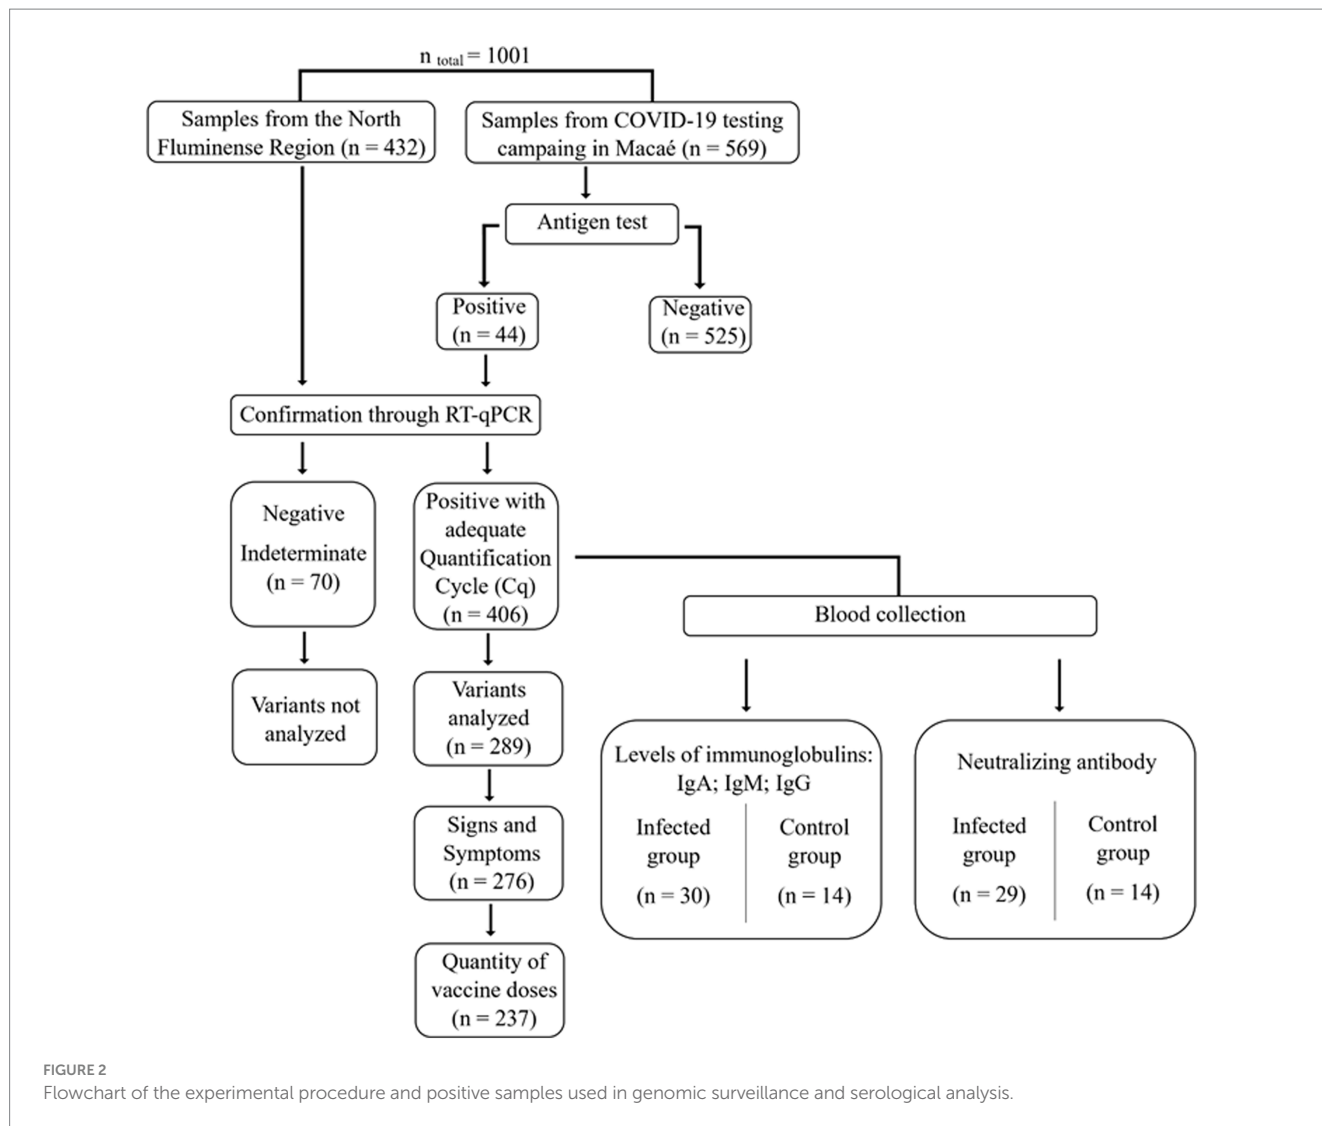 n total = 1001
Samples from the North
Fluminense Region (n = 432)
Samples from COVID-19 testing
campaing in Macaé (n = 569)
Antigen test
Positive
(n = 44)
Negative
(n = 525)
Confirmation through RT-qPCR
Negative
Indeterminate
(n = 70)
Positive with
adequate
Quantification
Cycle (Cq)
(n = 406)
Blood collection
Variants not
analyzed
Variants
analyzed
(n = 289)
Signs and
Symptoms
(n = 276)
Quantity of
vaccine doses
(n = 237)
Levels of immunoglobulins:
IgA; IgM; IgG
Infected
group
(n = 30)
Control
group
(n = 14)
Neutralizing antibody
Infected
group
(n = 29)
Control
group
(n = 14)
FIGURE 2
Flowchart of the experimental procedure and positive samples used in genomic surveillance and serological analysis.